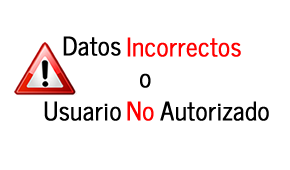 Datos Incorrectos
o
Usuario No Autorizado